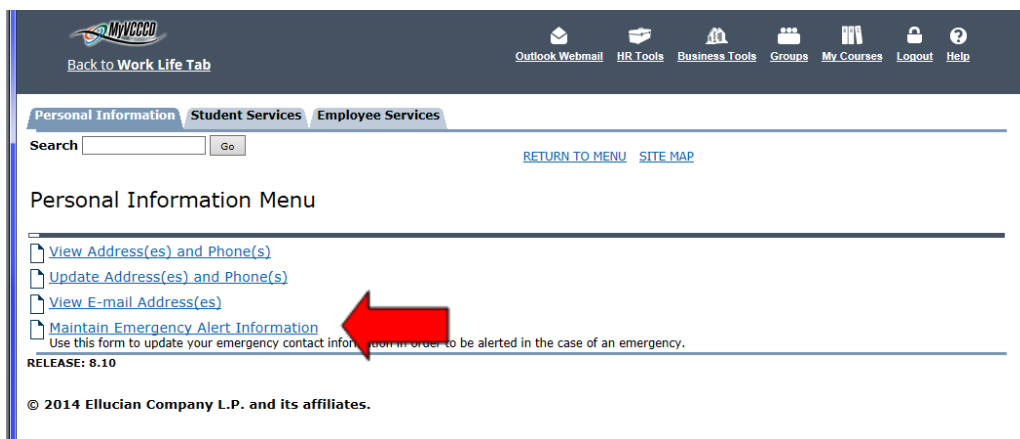 MyVCCCD
Back to Work Life Tab
Outlook Webmail HR Tools Business Tools Groups My Courses Logout Help
Personal Information Student Services Employee Services
Search Go
RETURN TO MENU SITE MAP
Personal Information Menu
View Address(es) and Phone(s)
Update Address(es) and Phone(s)
View E-mail Address(es)
Maintain Emergency Alert Information
Use this form to update your emergency contact information in order to be alerted in the case of an emergency.
RELEASE: 8.10
© 2014 Ellucian Company L.P. and its affiliates.